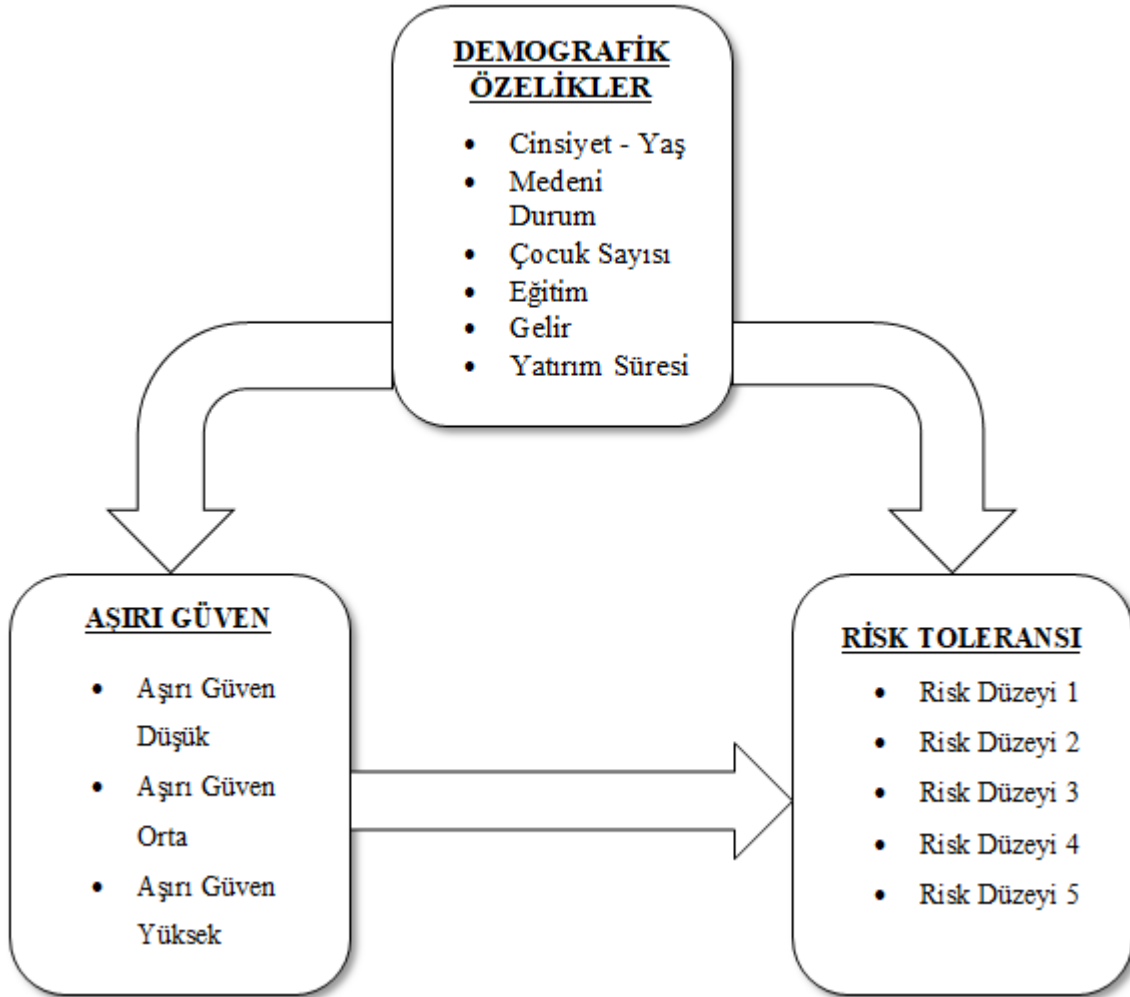 DEMOGRAFİK
ÖZELİKLER
• Cinsiyet - Yaş
• Medeni
Durum
• Çocuk Sayısı
• Eğitim
• Gelir
• Yatırım Süresi
AŞIRI GÜVEN
• Aşırı Güven
Düşük
• Aşırı Güven
Orta
• Aşırı Güven
Yüksek
RİSK TOLERANSI
• Risk Düzeyi 1
• Risk Düzeyi 2
• Risk Düzeyi 3
• Risk Düzeyi 4
• Risk Düzeyi 5